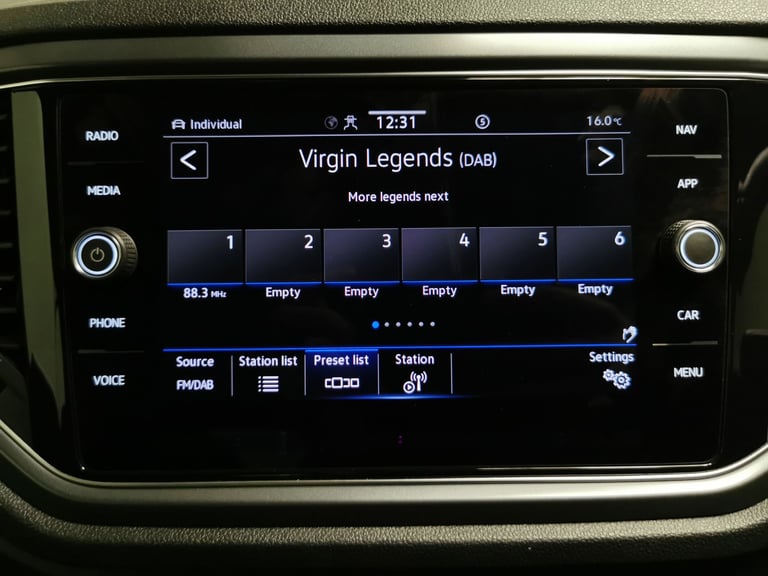 Individual 12:31 5 16.0°C
RADIO
NAV
Virgin Legends (DAB)
MEDIA
APP
More legends next
1 2 3 4 5 6
88.3 MHz Empty Empty Empty Empty Empty
PHONE
CAR
Source Station list Preset list Station Settings
FM/DAB
VOICE
MENU